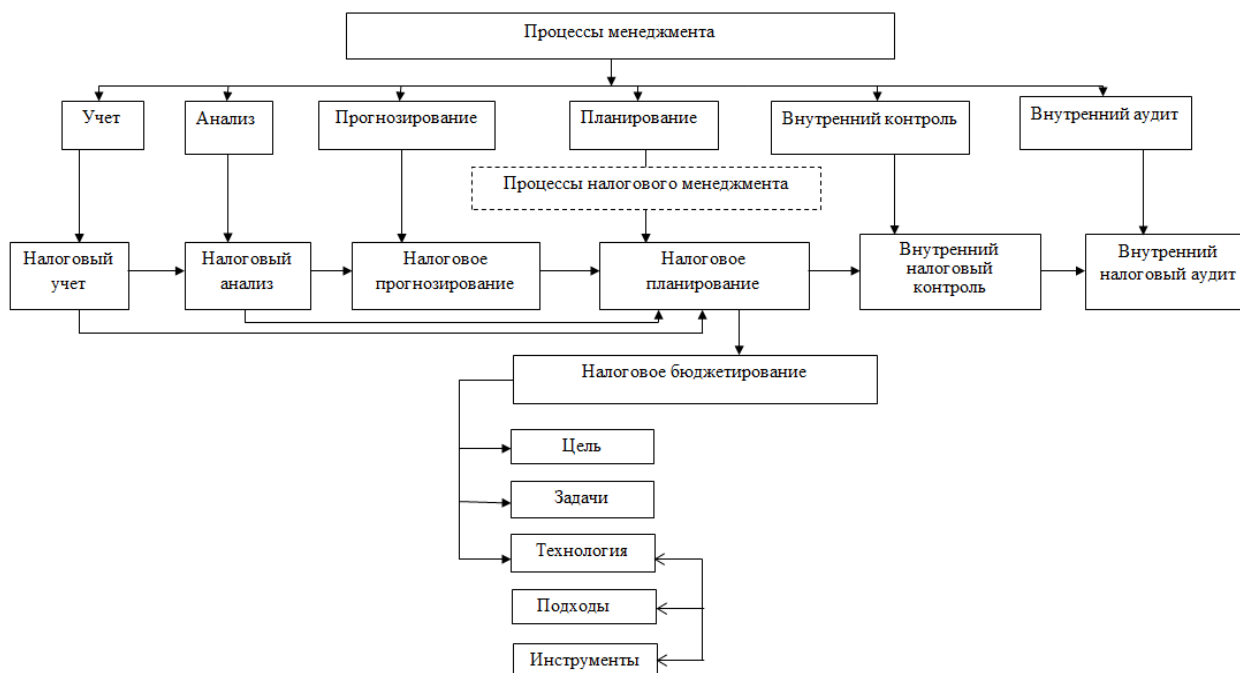 Процессы менеджмента
Учет
Анализ
Прогнозирование
Планирование
Внутренний контроль
Внутренний аудит
Процессы налогового менеджмента
Налоговый
учет
Налоговый
анализ
Налоговое
прогнозирование
Налоговое
планирование
Внутренний
налоговый
контроль
Внутренний
налоговый аудит
Налоговое бюджетирование
Цель
Задачи
Технология
Подходы
Инструменты